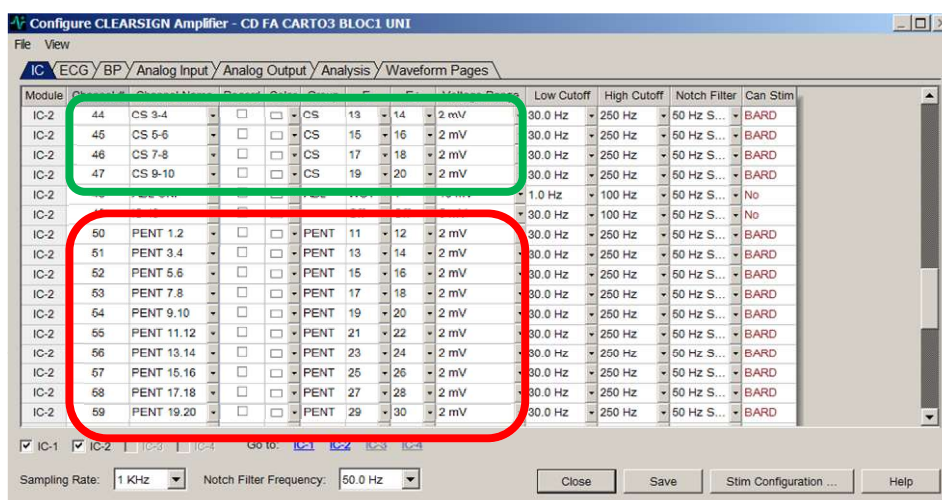 Configure CLEARSIGN Amplifier - CD FA CARTO3 BLOC1 UNI
File View
IC ECG BP Analog Input Analog Output Analysis Waveform Pages
Module Low Cutoff High Cutoff Notch Filter Can Stim
IC-2 44 CS 3-4 CS 13 14 2 mV 30.0 Hz 250 Hz 50 Hz S... BARD
IC-2 45 CS 5-6 CS 15 16 2 mV 30.0 Hz 250 Hz 50 Hz S... BARD
IC-2 46 CS 7-8 CS 17 18 2 mV 30.0 Hz 250 Hz 50 Hz S... BARD
IC-2 47 CS 9-10 CS 19 20 2 mV 30.0 Hz 250 Hz 50 Hz S... BARD
IC-2 1.0 Hz 100 Hz 50 Hz S... No
IC-2 30.0 Hz 100 Hz 50 Hz S... No
IC-2 50 PENT 1.2 PENT 11 12 2 mV 30.0 Hz 250 Hz 50 Hz S... BARD
IC-2 51 PENT 3.4 PENT 13 14 2 mV 30.0 Hz 250 Hz 50 Hz S... BARD
IC-2 52 PENT 5.6 PENT 15 16 2 mV 30.0 Hz 250 Hz 50 Hz S... BARD
IC-2 53 PENT 7.8 PENT 17 18 2 mV 30.0 Hz 250 Hz 50 Hz S... BARD
IC-2 54 PENT 9.10 PENT 19 20 2 mV 30.0 Hz 250 Hz 50 Hz S... BARD
IC-2 55 PENT 11.12 PENT 21 22 2 mV 30.0 Hz 250 Hz 50 Hz S... BARD
IC-2 56 PENT 13.14 PENT 23 24 2 mV 30.0 Hz 250 Hz 50 Hz S... BARD
IC-2 57 PENT 15.16 PENT 25 26 2 mV 30.0 Hz 250 Hz 50 Hz S... BARD
IC-2 58 PENT 17.18 PENT 27 28 2 mV 30.0 Hz 250 Hz 50 Hz S... BARD
IC-2 59 PENT 19.20 PENT 29 30 2 mV 30.0 Hz 250 Hz 50 Hz S... BARD
IC-1 IC-2 IC-3 IC-4 Go to: IC-1 IC-2 IC-3 IC-4
Sampling Rate: 1 KHz Notch Filter Frequency: 50.0 Hz Close Save Stim Configuration ... Help